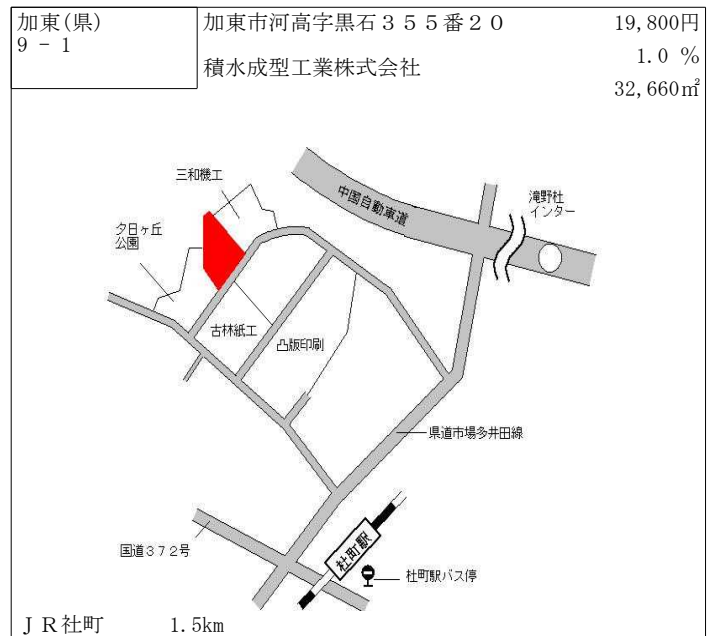 加東(県)
9 - 1
加東市河高字黒石３５５番２０
19,800円
積水成型工業株式会社
1.0 %
32,660㎡
三和機工
中国自動車道
滝野社
インター
夕日ヶ丘
公園
古林紙工
凸版印刷
県道市場多井田線
国道３７２号
社町駅
社町駅バス停
ＪＲ社町 1.5km